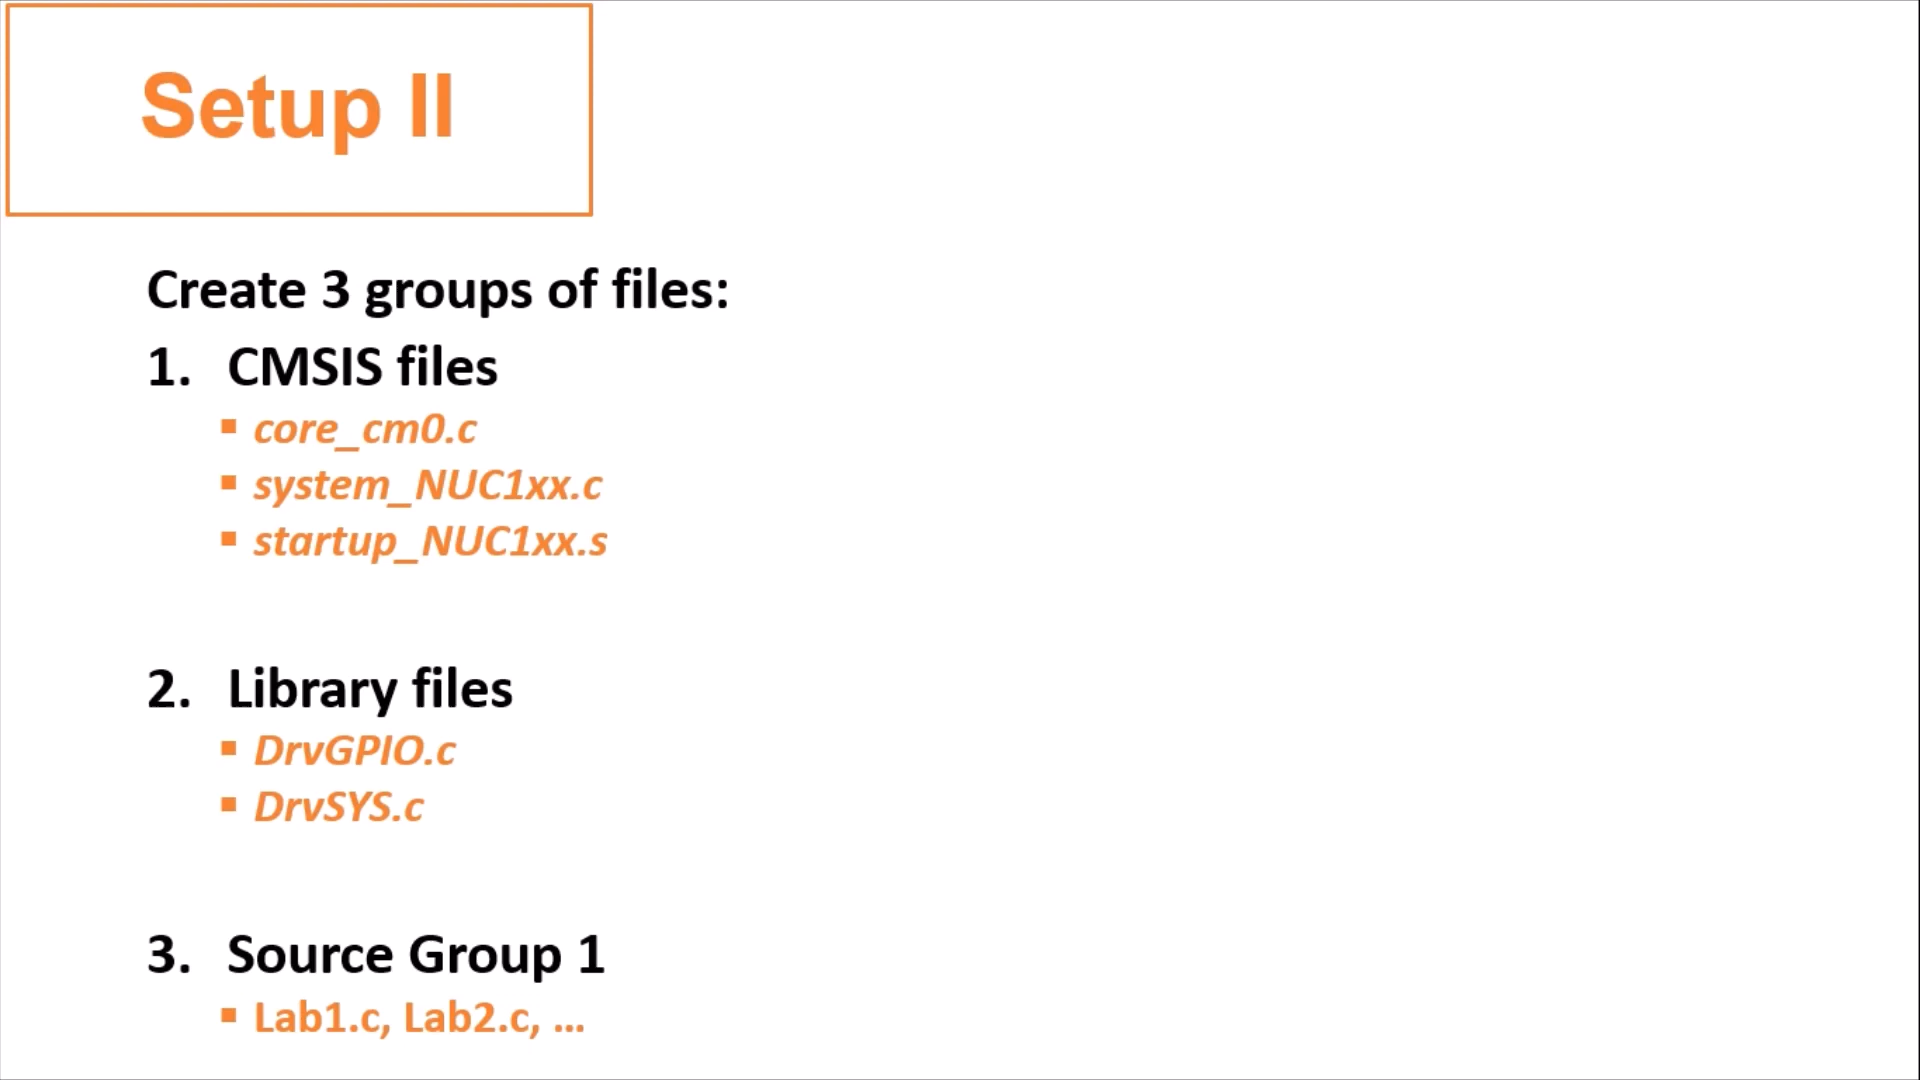 Setup II
Create 3 groups of files:
1. CMSIS files
▪ core_cm0.c
▪ system_NUC1xx.c
▪ startup_NUC1xx.s
2. Library files
▪ DrvGPIO.c
▪ DrvSYS.c
3. Source Group 1
▪ Lab1.c, Lab2.c, ...